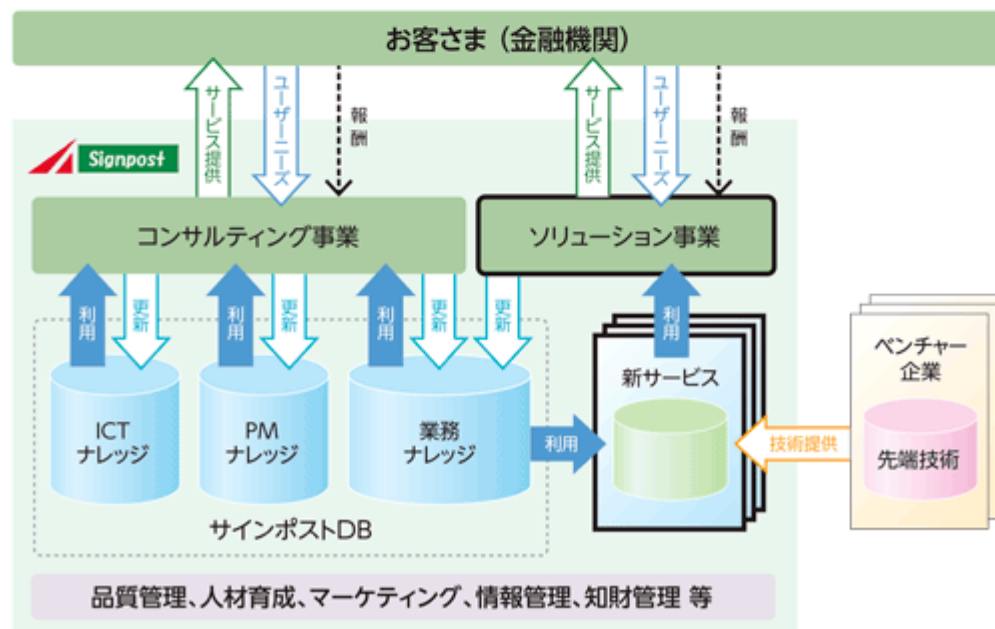 お客さま（金融機関）
サービス提供
ユーザーニーズ
報酬
サービス提供
ユーザーニーズ
報酬
Signpost
コンサルティング事業
ソリューション事業
利用
更新
利用
更新
利用
更新
更新
利用
ICT
ナレッジ
PM
ナレッジ
業務
ナレッジ
利用
新サービス
技術提供
ベンチャー
企業
先端技術
サインポストDB
品質管理、人材育成、マーケティング、情報管理、知財管理 等